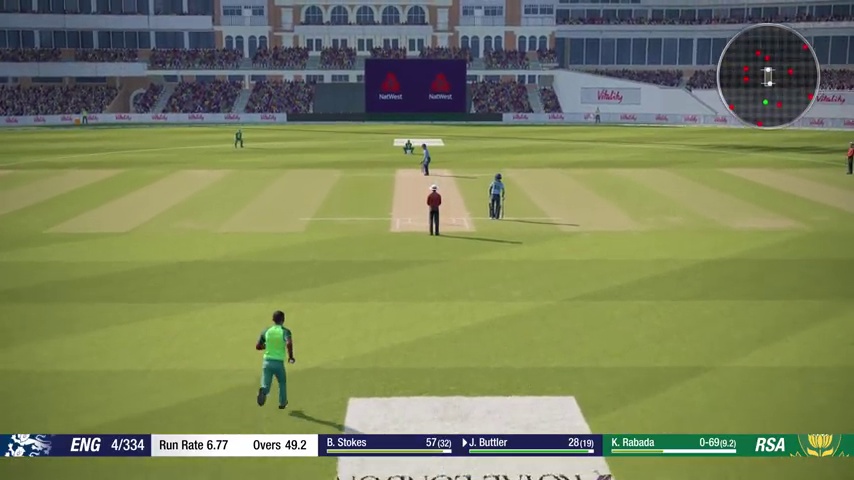 NatWest NatWest
Vitality
Vitality
ENG 4/334 Run Rate 6.77 Overs 49.2 B. Stokes 57(32) J. Buttler 28(19) K. Rabada 0-69(9.2) RSA